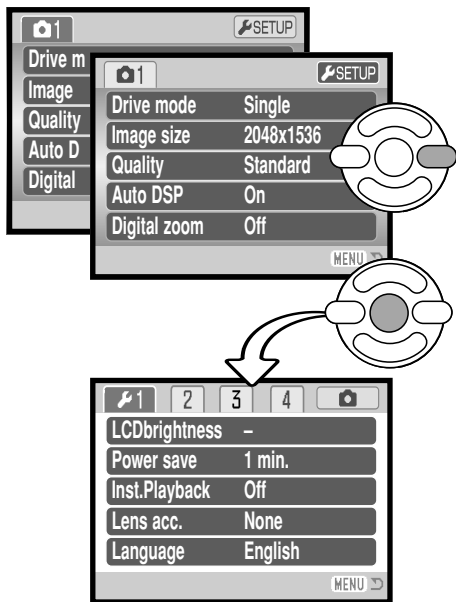 1 SETUP
Drive m
Image
Quality
Auto D
Digital
1 SETUP
Drive mode Single
Image size 2048x1536
Quality Standard
Auto DSP On
Digital zoom Off
MENU
1 2 3 4
LCDbrightness –
Power save 1 min.
Inst.Playback Off
Lens acc. None
Language English
MENU